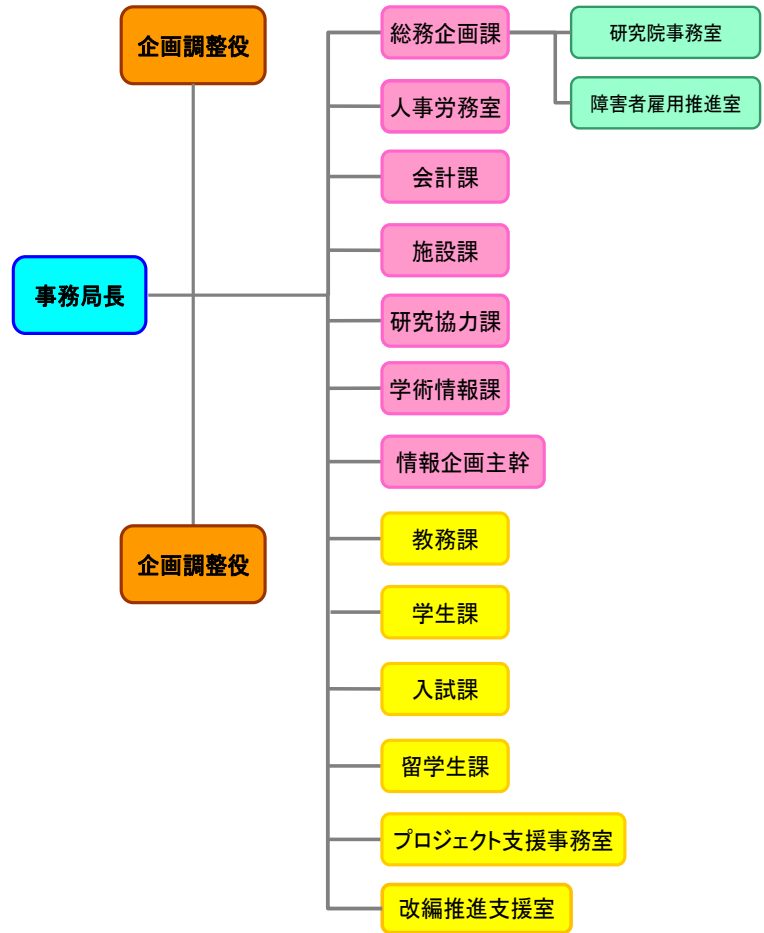 企画調整役
事務局長
企画調整役
総務企画課
研究院事務室
障害者雇用推進室
人事労務室
会計課
施設課
研究協力課
学術情報課
情報企画主幹
教務課
学生課
入試課
留学生課
プロジェクト支援事務室
改編推進支援室